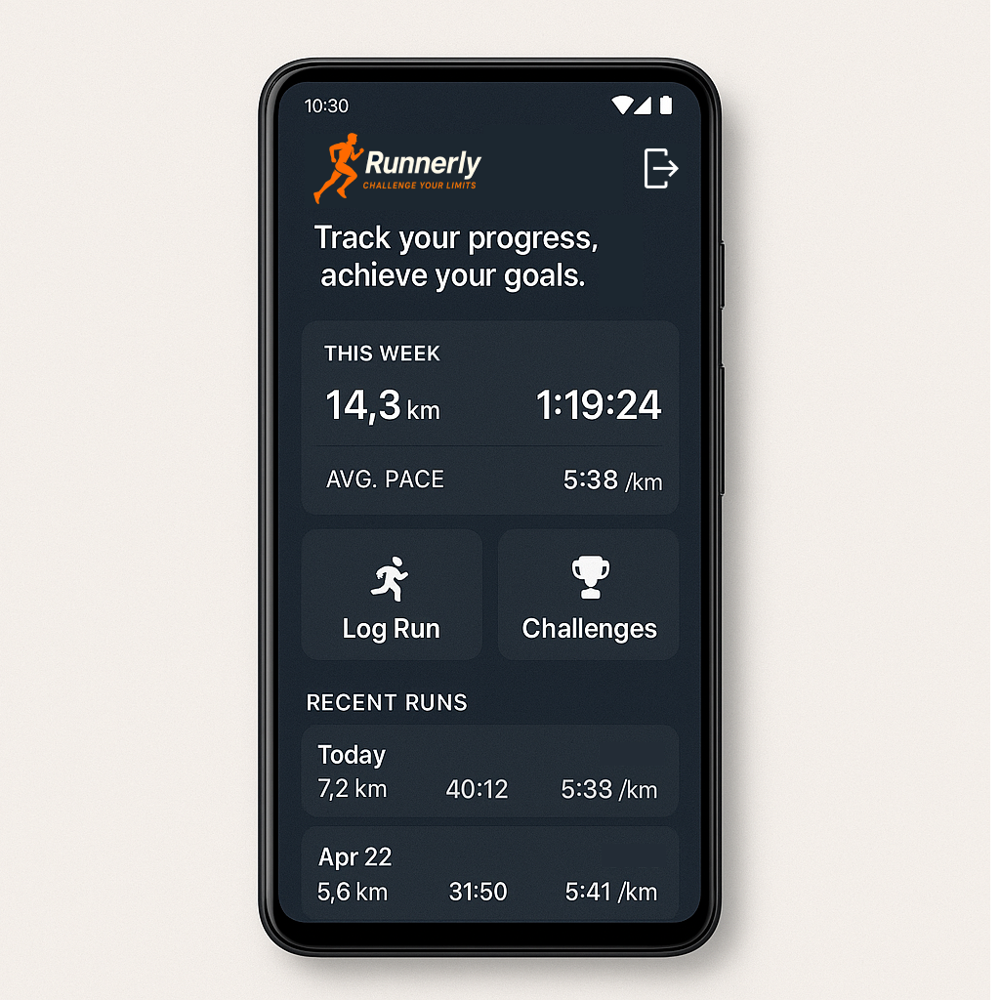 10:30
Runnerly
CHALLENGE YOUR LIMITS
Track your progress,
achieve your goals.
THIS WEEK
14,3 km 1:19:24
AVG. PACE 5:38 /km
Log Run Challenges
RECENT RUNS
Today
7,2 km 40:12 5:33 /km
Apr 22
5,6 km 31:50 5:41 /km